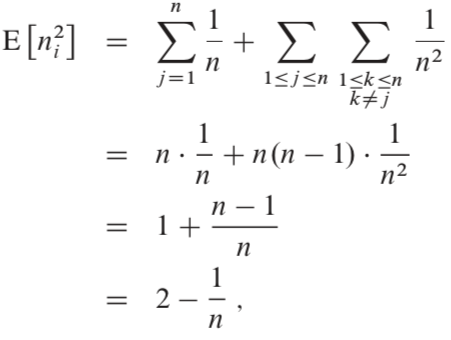 E[n_i^2] = \sum_{j=1}^{n} \frac{1}{n} + \sum_{1 \le j \le n} \sum_{\substack{1 \le k \le n \\ k \ne j}} \frac{1}{n^2}
= n \cdot \frac{1}{n} + n(n - 1) \cdot \frac{1}{n^2}
= 1 + \frac{n - 1}{n}
= 2 - \frac{1}{n} ,